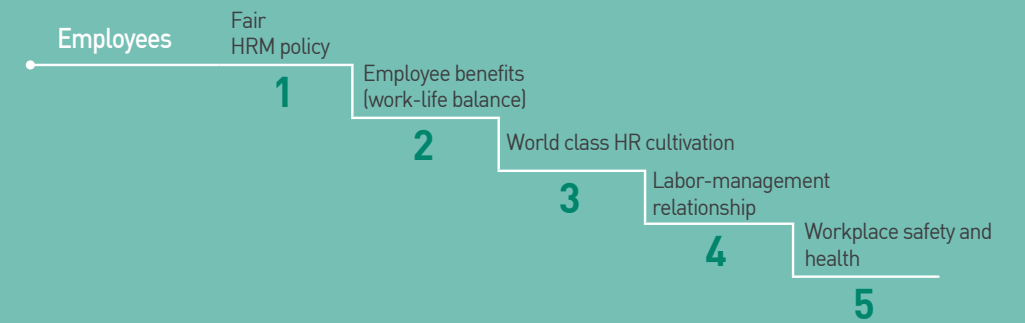 Employees
Fair
HRM policy
1
Employee benefits
(work-life balance)
2
World class HR cultivation
3
Labor-management
relationship
4
Workplace safety and
health
5